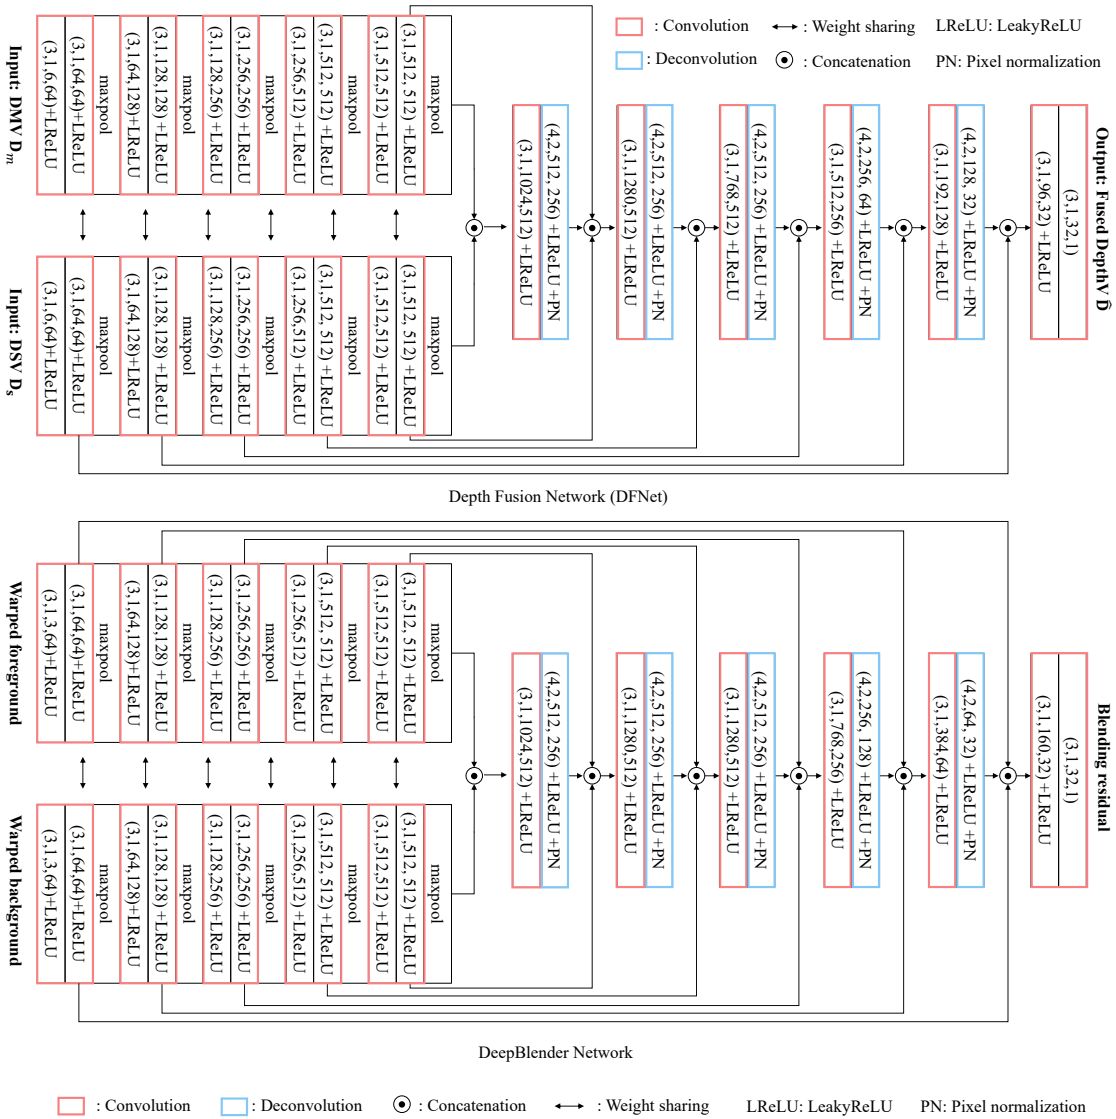 : Convolution
: Weight sharing
LReLU: LeakyReLU
: Deconvolution
: Concatenation
PN: Pixel normalization
Input: DMV D_m
(3,1,6,64)+LReLU
(3,1,64,64)+LReLU
maxpool
(3,1,64,128)+LReLU
(3,1,128,128) +LReLU
maxpool
(3,1,128,256) +LReLU
(3,1,256,256) +LReLU
maxpool
(3,1,256,512) +LReLU
(3,1,512, 512) +LReLU
maxpool
(3,1,512,512) +LReLU
(3,1,512, 512) +LReLU
maxpool
Input: DSV D_s
(3,1,6,64)+LReLU
(3,1,64,64)+LReLU
maxpool
(3,1,64,128)+LReLU
(3,1,128,128) +LReLU
maxpool
(3,1,128,256) +LReLU
(3,1,256,256) +LReLU
maxpool
(3,1,256,512) +LReLU
(3,1,512, 512) +LReLU
maxpool
(3,1,512,512) +LReLU
(3,1,512, 512) +LReLU
maxpool
(3,1,1024,512) +LReLU
(4,2,512, 256) +LReLU +PN
(3,1,1280,512) +LReLU
(4,2,512, 256) +LReLU +PN
(3,1,768,512) +LReLU
(4,2,512, 256) +LReLU +PN
(3,1,512,256) +LReLU
(4,2,256, 64) +LReLU +PN
(3,1,192,128) +LReLU
(4,2,128, 32) +LReLU +PN
(3,1,96,32) +LReLU
(3,1,32,1)
Output: Fused DepthV D̂
Depth Fusion Network (DFNet)
Warped foreground
(3,1,3,64)+LReLU
(3,1,64,64)+LReLU
maxpool
(3,1,64,128)+LReLU
(3,1,128,128) +LReLU
maxpool
(3,1,128,256) +LReLU
(3,1,256,256) +LReLU
maxpool
(3,1,256,512) +LReLU
(3,1,512, 512) +LReLU
maxpool
(3,1,512,512) +LReLU
(3,1,512, 512) +LReLU
maxpool
Warped background
(3,1,3,64)+LReLU
(3,1,64,64)+LReLU
maxpool
(3,1,64,128)+LReLU
(3,1,128,128) +LReLU
maxpool
(3,1,128,256) +LReLU
(3,1,256,256) +LReLU
maxpool
(3,1,256,512) +LReLU
(3,1,512, 512) +LReLU
maxpool
(3,1,512,512) +LReLU
(3,1,512, 512) +LReLU
maxpool
(3,1,1024,512) +LReLU
(4,2,512, 256) +LReLU +PN
(3,1,1280,512) +LReLU
(4,2,512, 256) +LReLU +PN
(3,1,1280,512) +LReLU
(4,2,512, 256) +LReLU +PN
(3,1,768,256) +LReLU
(4,2,256, 128) +LReLU +PN
(3,1,384,64) +LReLU
(4,2,64, 32) +LReLU +PN
(3,1,160,32) +LReLU
(3,1,32,1)
Blending residual
DeepBlender Network
: Convolution
: Deconvolution
: Concatenation
: Weight sharing
LReLU: LeakyReLU
PN: Pixel normalization